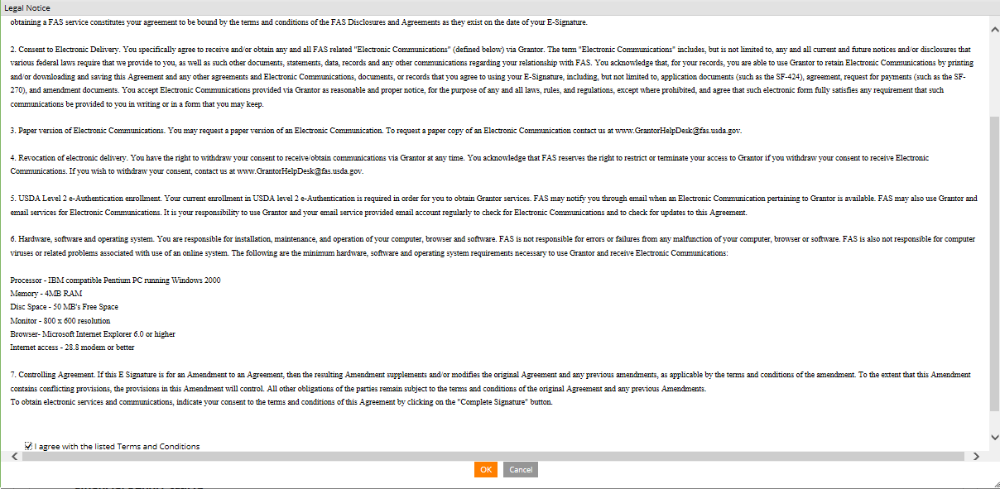 Legal Notice
obtaining a FAS service constitutes your agreement to be bound by the terms and conditions of the FAS Disclosures and Agreements as they exist on the date of your E-Signature.
2. Consent to Electronic Delivery. You specifically agree to receive and/or obtain any and all FAS related "Electronic Communications" (defined below) via Grantor. The term "Electronic Communications" includes, but is not limited to, any and all current and future notices and/or disclosures that
various federal laws require that we provide to you, as well as such other documents, statements, data, records and any other communications regarding your relationship with FAS. You acknowledge that, for your records, you are able to use Grantor to retain Electronic Communications by printing
and/or downloading and saving this Agreement and any other agreements and Electronic Communications, documents, or records that you agree to using your E-Signature, including, but not limited to, application documents (such as the SF-424), agreement, request for payments (such as the SF-
270), and amendment documents. You accept Electronic Communications provided via Grantor as reasonable and proper notice, for the purpose of any and all laws, rules, and regulations, except where prohibited, and agree that such electronic form fully satisfies any requirement that such
communications be provided to you in writing or in a form that you may keep.
3. Paper version of Electronic Communications. You may request a paper version of an Electronic Communication. To request a paper copy of an Electronic Communication contact us at www.GrantorHelpDesk@fas.usda.gov.
4. Revocation of electronic delivery. You have the right to withdraw your consent to receive/obtain communications via Grantor at any time. You acknowledge that FAS reserves the right to restrict or terminate your access to Grantor if you withdraw your consent to receive Electronic
Communications. If you wish to withdraw your consent, contact us at www.GrantorHelpDesk@fas.usda.gov.
5. USDA Level 2 e-Authentication enrollment. Your current enrollment in USDA level 2 e-Authentication is required in order for you to obtain Grantor services. FAS may notify you through email when an Electronic Communication pertaining to Grantor is available. FAS may also use Grantor and
email services for Electronic Communications. It is your responsibility to use Grantor and your email service provided email account regularly to check for Electronic Communications and to check for updates to this Agreement.
6. Hardware, software and operating system. You are responsible for installation, maintenance, and operation of your computer, browser and software. FAS is not responsible for errors or failures from any malfunction of your computer, browser or software. FAS is also not responsible for computer
viruses or related problems associated with use of an online system. The following are the minimum hardware, software and operating system requirements necessary to use Grantor and receive Electronic Communications:
Processor - IBM compatible Pentium PC running Windows 2000
Memory - 4MB RAM
Disc Space - 50 MB's Free Space
Monitor - 800 x 600 resolution
Browser- Microsoft Internet Explorer 6.0 or higher
Internet access - 28.8 modem or better
7. Controlling Agreement. If this E Signature is for an Amendment to an Agreement, then the resulting Amendment supplements and/or modifies the original Agreement and any previous amendments, as applicable by the terms and conditions of the amendment. To the extent that this Amendment
contains conflicting provisions, the provisions in this Amendment will control. All other obligations of the parties remain subject to the terms and conditions of the original Agreement and any previous Amendments.
To obtain electronic services and communications, indicate your consent to the terms and conditions of this Agreement by clicking on the "Complete Signature" button.
I agree with the listed Terms and Conditions
OK Cancel